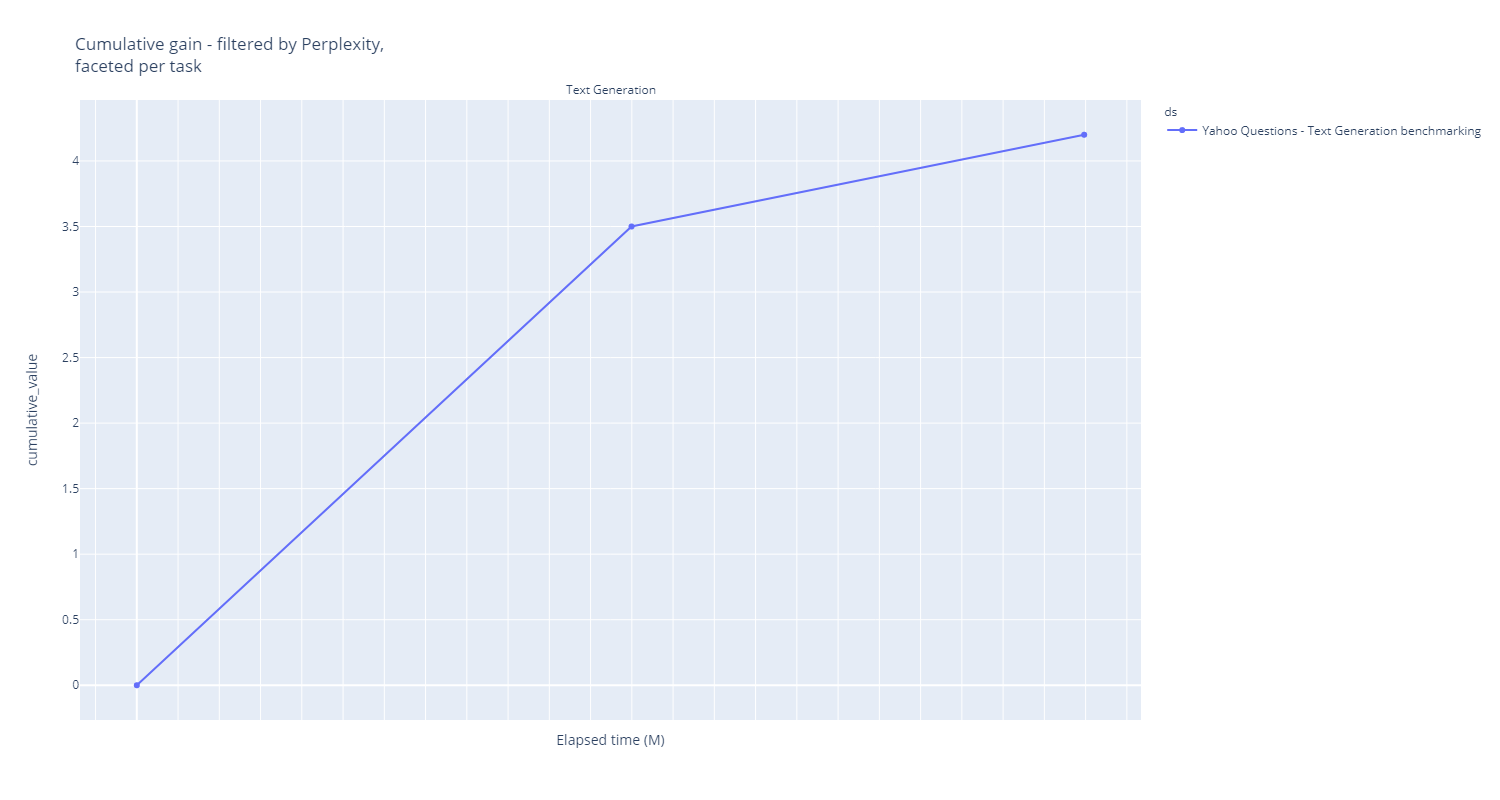 Cumulative gain - filtered by Perplexity,
faceted per task
Text Generation
ds
Yahoo Questions - Text Generation benchmarking
4
3.5
3
2.5
2
1.5
1
0.5
0
cumulative_value
Elapsed time (M)